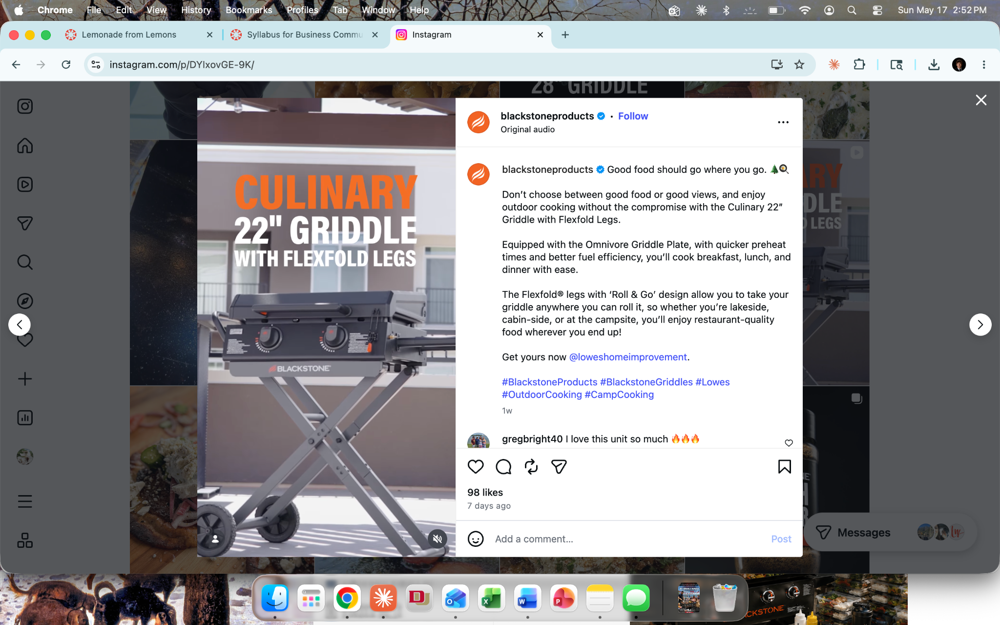 Chrome File Edit View History Bookmarks Profiles Tab Window Help
Sun May 17 2:52 PM
Lemonade from Lemons
Syllabus for Business Commu
Instagram
instagram.com/p/DYIxovGE-9K/
28" GRIDDLE
CULINARY
22" GRIDDLE
WITH FLEXFOLD LEGS
BLACKSTONE
blackstoneproducts • Follow
Original audio
blackstoneproducts Good food should go where you go. 🌲🍳
Don’t choose between good food or good views, and enjoy
outdoor cooking without the compromise with the Culinary 22”
Griddle with Flexfold Legs.
Equipped with the Omnivore Griddle Plate, with quicker preheat
times and better fuel efficiency, you’ll cook breakfast, lunch, and
dinner with ease.
The Flexfold® legs with ‘Roll & Go’ design allow you to take your
griddle anywhere you can roll it, so whether you’re lakeside,
cabin-side, or at the campsite, you’ll enjoy restaurant-quality
food wherever you end up!
Get yours now @loweshomeimprovement.
#BlackstoneProducts #BlackstoneGriddles #Lowes
#OutdoorCooking #CampCooking
1w
gregbright40 I love this unit so much 🔥🔥🔥
98 likes
7 days ago
Add a comment...
Post
ARY
DLE
D LEGS
Messages
BLACKSTONE